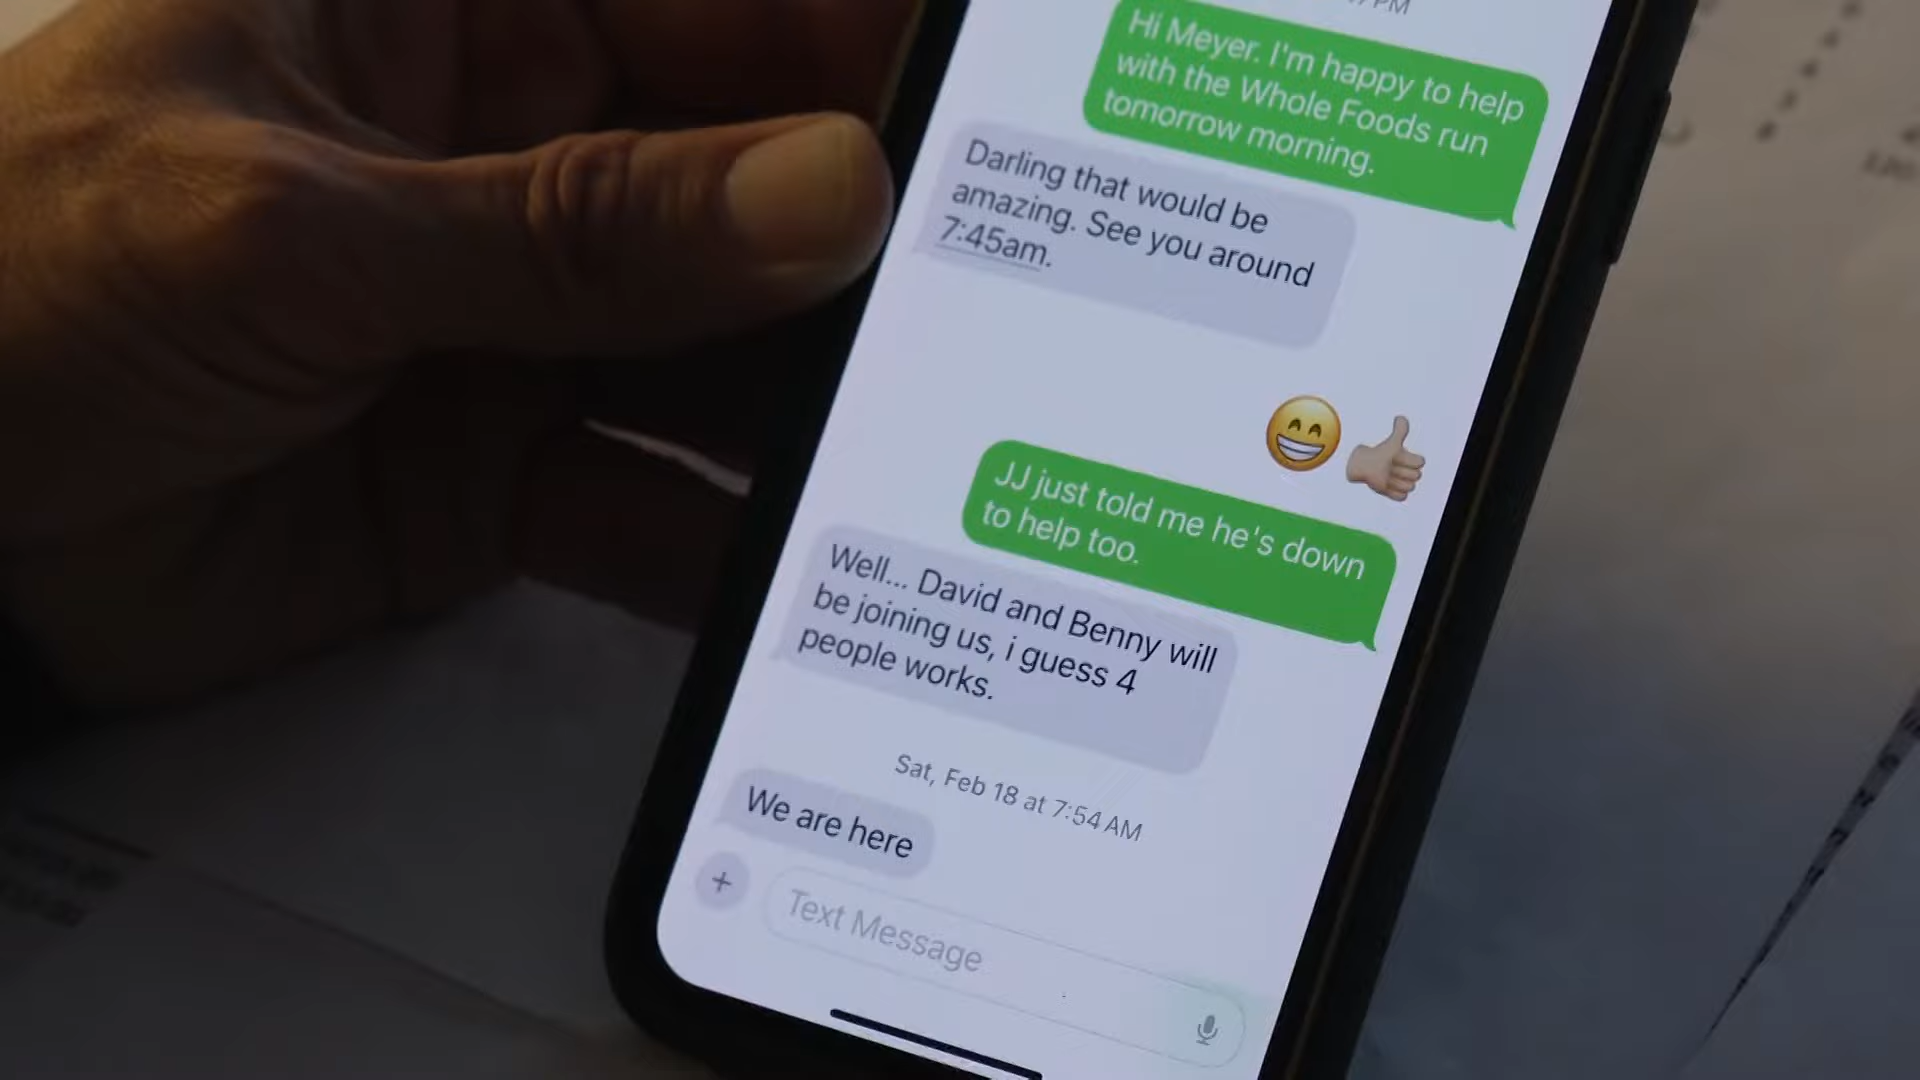 PM
Hi Meyer. I'm happy to help
with the Whole Foods run
tomorrow morning.
Darling that would be
amazing. See you around
7:45am.
JJ just told me he's down
to help too.
Well... David and Benny will
be joining us, i guess 4
people works.
Sat, Feb 18 at 7:54 AM
We are here
+
Text Message